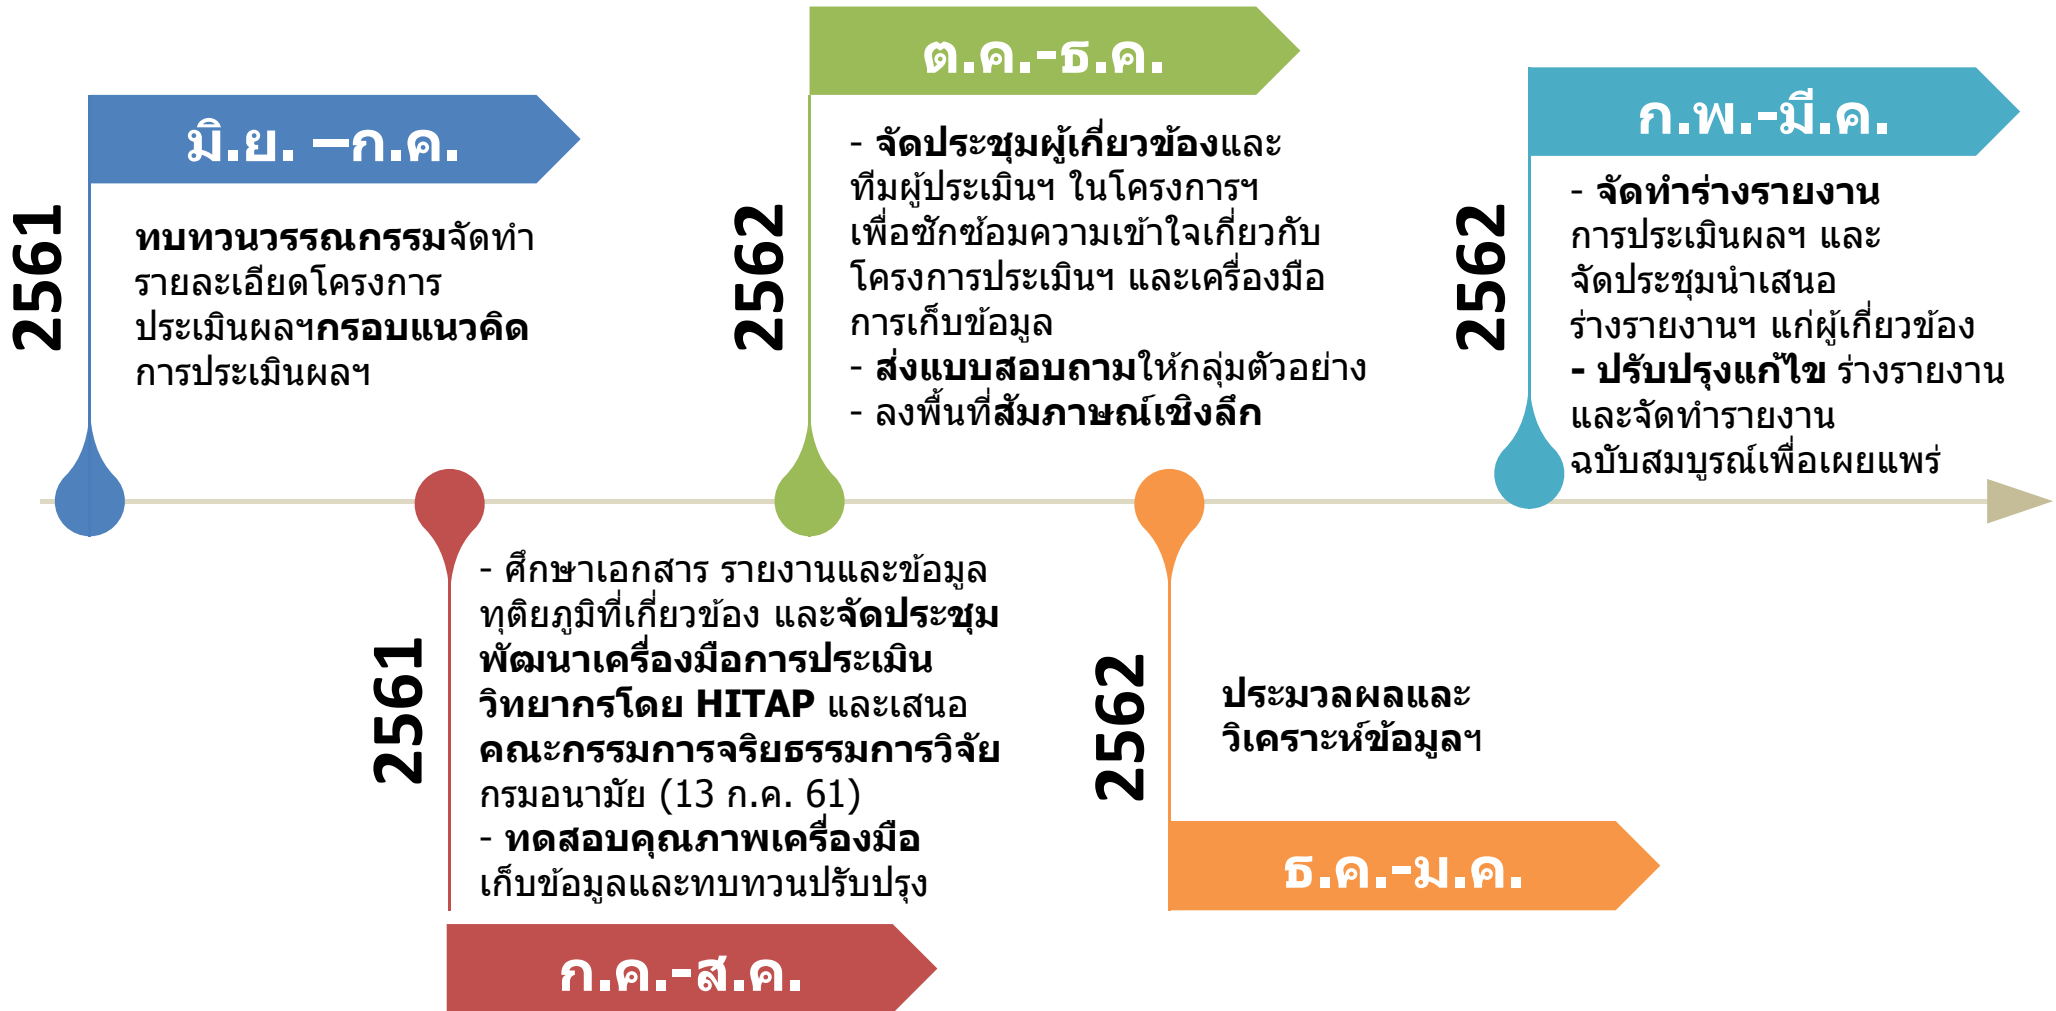 2561
มิ.ย. –ก.ค.
ทบทวนวรรณกรรมจัดทำ
รายละเอียดโครงการ
ประเมินผลฯกรอบแนวคิด
การประเมินผลฯ
2561
- ศึกษาเอกสาร รายงานและข้อมูล
ทุติยภูมิที่เกี่ยวข้อง และจัดประชุม
พัฒนาเครื่องมือการประเมิน
วิทยากรโดย HITAP และเสนอ
คณะกรรมการจริยธรรมการวิจัย
กรมอนามัย (13 ก.ค. 61)
- ทดสอบคุณภาพเครื่องมือ
เก็บข้อมูลและทบทวนปรับปรุง
ก.ค.-ส.ค.
2562
ต.ค.-ธ.ค.
- จัดประชุมผู้เกี่ยวข้องและ
ทีมผู้ประเมินฯ ในโครงการฯ
เพื่อซักซ้อมความเข้าใจเกี่ยวกับ
โครงการประเมินฯ และเครื่องมือ
การเก็บข้อมูล
- ส่งแบบสอบถามให้กลุ่มตัวอย่าง
- ลงพื้นที่สัมภาษณ์เชิงลึก
2562
ประมวลผลและ
วิเคราะห์ข้อมูลฯ
ธ.ค.-ม.ค.
2562
ก.พ.-มี.ค.
- จัดทำร่างรายงาน
การประเมินผลฯ และ
จัดประชุมนำเสนอ
ร่างรายงานฯ แก่ผู้เกี่ยวข้อง
- ปรับปรุงแก้ไข ร่างรายงาน
และจัดทำรายงาน
ฉบับสมบูรณ์เพื่อเผยแพร่